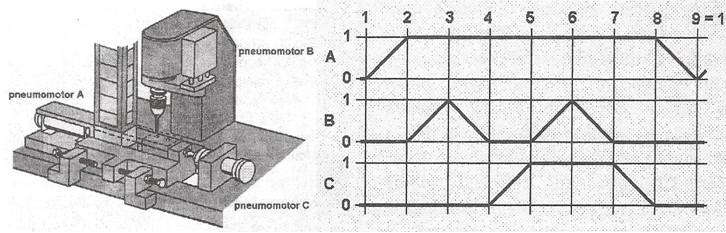 pneumomotor B
pneumomotor A
pneumomotor C
1 2 3 4 5 6 7 8 9 = 1
1
A
0
1
B
0
1
C
0